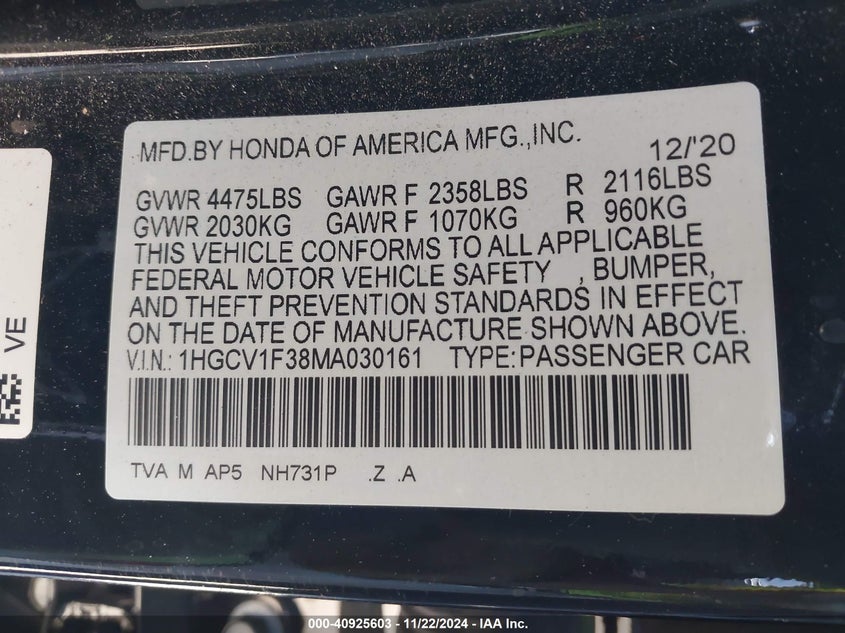 MFD.BY HONDA OF AMERICA MFG.,INC. 12/'20
GVWR 4475LBS GAWR F 2358LBS R 2116LBS
GVWR 2030KG GAWR F 1070KG R 960KG
THIS VEHICLE CONFORMS TO ALL APPLICABLE
FEDERAL MOTOR VEHICLE SAFETY , BUMPER,
AND THEFT PREVENTION STANDARDS IN EFFECT
ON THE DATE OF MANUFACTURE SHOWN ABOVE.
V.I.N.: 1HGCV1F38MA030161 TYPE:PASSENGER CAR
TVA M AP5 NH731P .Z .A
VE
000-40925603 - 11/22/2024 - IAA Inc.